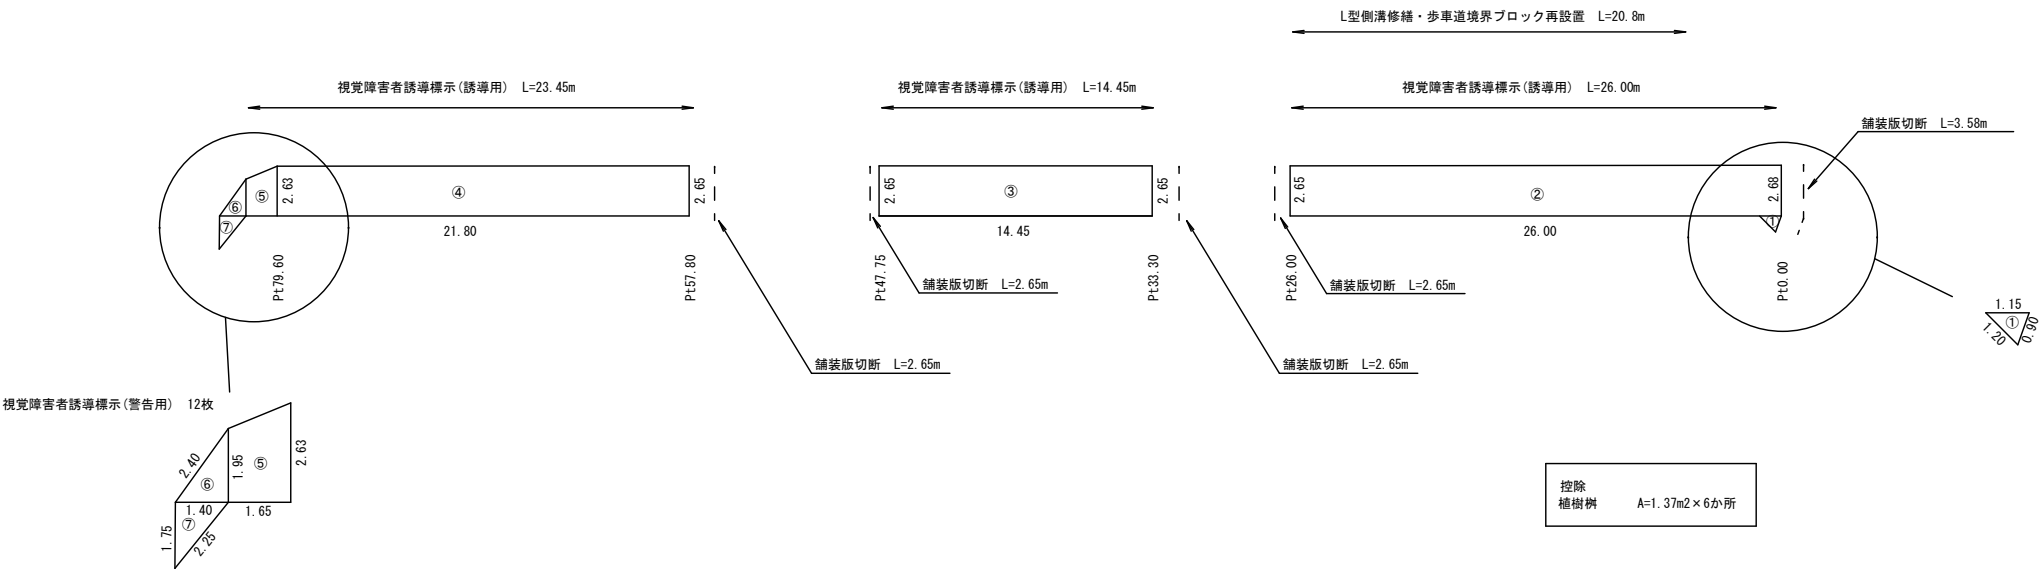 L型側溝修繕・歩車道境界ブロック再設置 L=20.8m
視覚障害者誘導標示(誘導用) L=23.45m
視覚障害者誘導標示(誘導用) L=14.45m
視覚障害者誘導標示(誘導用) L=26.00m
舗装版切断 L=3.58m
⑦
⑥
⑤
2.63
④
2.65
21.80
2.65
③
2.65
14.45
2.65
②
2.68
①
26.00
Pt79.60
Pt57.80
Pt47.75
Pt33.30
Pt26.00
Pt0.00
舗装版切断 L=2.65m
舗装版切断 L=2.65m
舗装版切断 L=2.65m
舗装版切断 L=2.65m
1.15
①
1.20
0.90
視覚障害者誘導標示(警告用) 12枚
2.40
1.95
⑤
2.63
⑥
1.40
1.65
⑦
1.75
2.25
控除
植樹桝 A=1.37m2×6か所